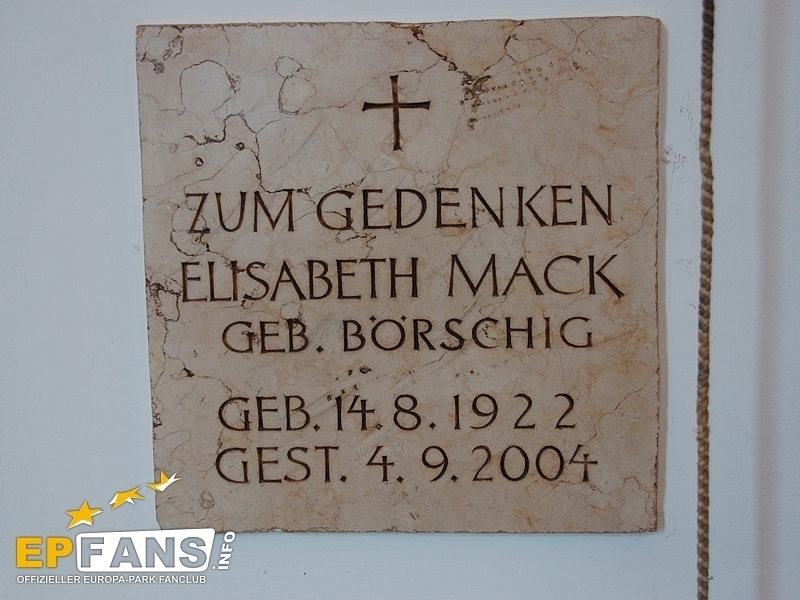 ZUM GEDENKEN
ELISABETH MACK
GEB. BÖRSCHIG
GEB. 14. 8. 1922
GEST. 4. 9. 2004
EPFANS.INFO
OFFIZIELLER EUROPA-PARK FANCLUB